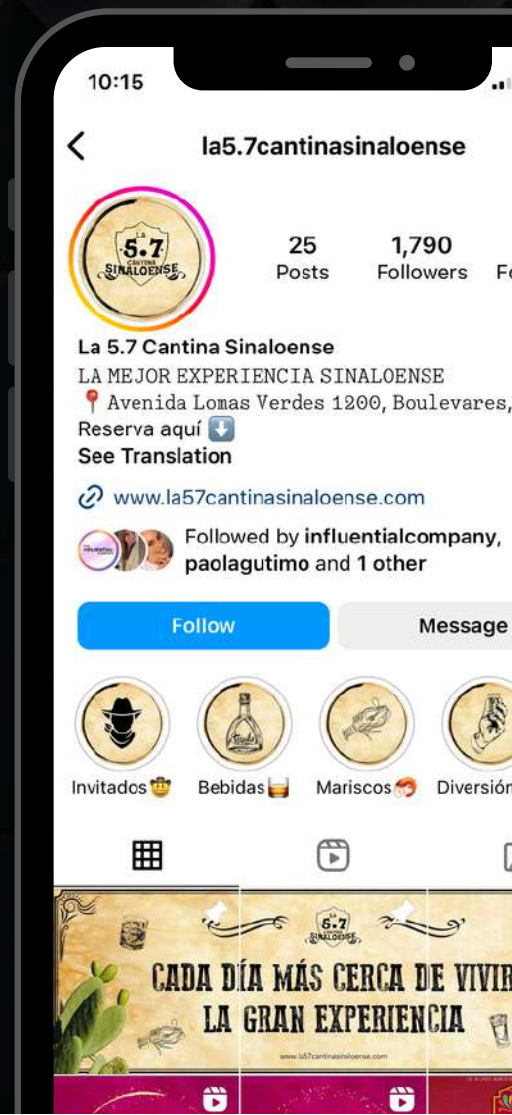 10:15
la5.7cantinasinaloense
LA
5.7
CANTINA
SINALOENSE
25
Posts
1,790
Followers
La 5.7 Cantina Sinaloense
LA MEJOR EXPERIENCIA SINALOENSE
📍 Avenida Lomas Verdes 1200, Boulevares,
Reserva aquí ⬇️
See Translation
www.la57cantinasinaloense.com
Followed by influentialcompany,
paolagutimo and 1 other
Follow
Message
Invitados🤠
Bebidas🥃
Mariscos🦐
Diversión
LA
5.7
CANTINA
SINALOENSE
CADA DÍA MÁS CERCA DE VIVIR
LA GRAN EXPERIENCIA
www.la57cantinasinaloense.com